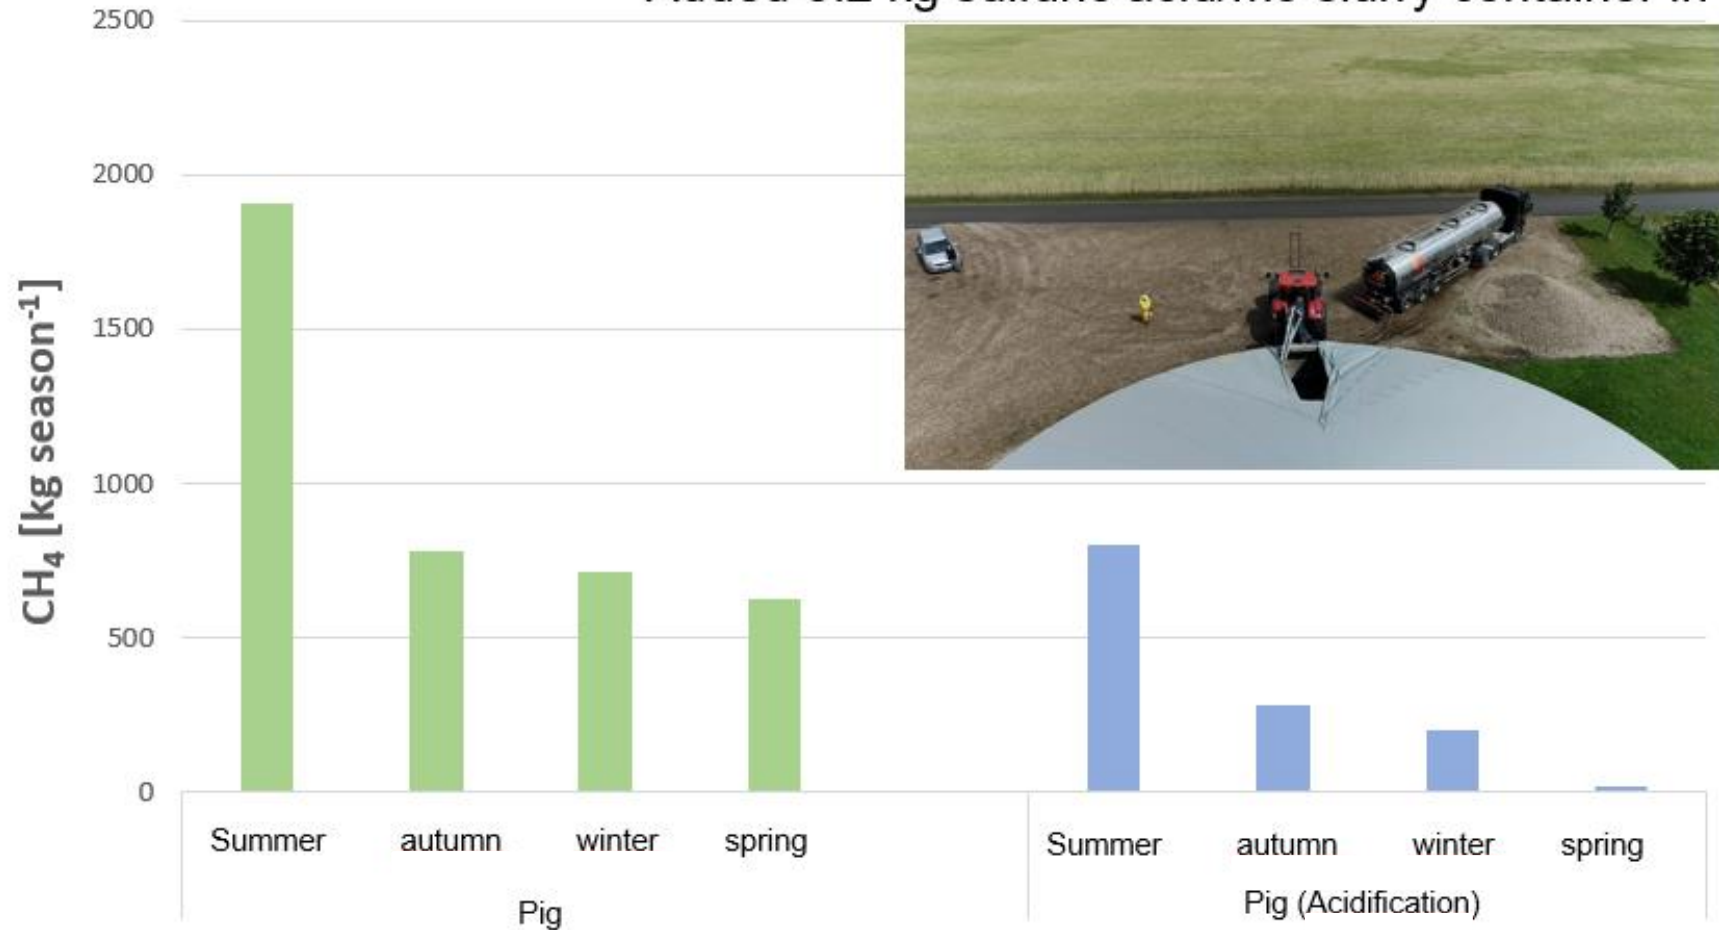 2500
2000
1500
1000
500
0
CH₄ [kg season⁻¹]
Summer autumn winter spring
Pig
Summer autumn winter spring
Pig (Acidification)